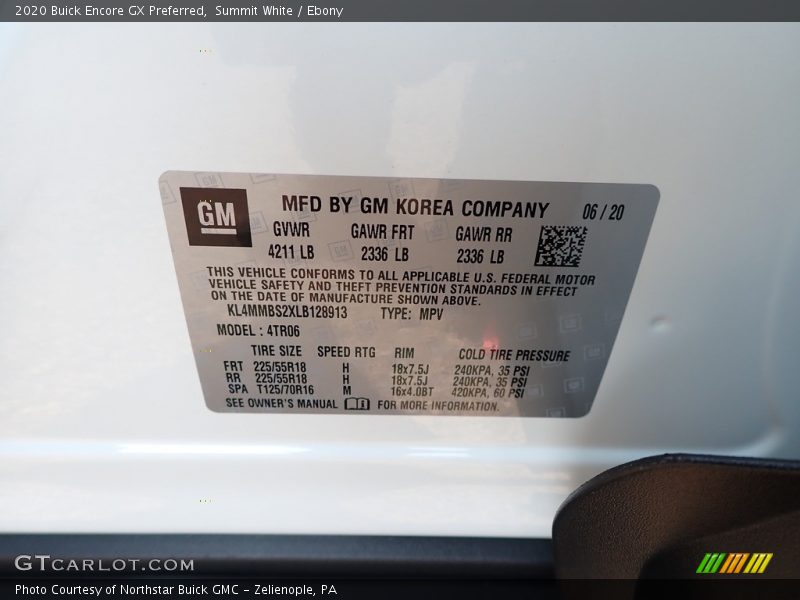 2020 Buick Encore GX Preferred,  Summit White / Ebony
GM
MFD BY GM KOREA COMPANY 06 / 20
GVWR GAWR FRT GAWR RR
4211 LB 2336 LB 2336 LB
THIS VEHICLE CONFORMS TO ALL APPLICABLE U.S. FEDERAL MOTOR
VEHICLE SAFETY AND THEFT PREVENTION STANDARDS IN EFFECT
ON THE DATE OF MANUFACTURE SHOWN ABOVE.
KL4MMBS2XLB128913 TYPE: MPV
MODEL : 4TR06
TIRE SIZE SPEED RTG RIM COLD TIRE PRESSURE
FRT 225/55R18 H 18x7.5J 240KPA, 35 PSI
RR 225/55R18 H 18x7.5J 240KPA, 35 PSI
SPA T125/70R16 M 16x4.0BT 420KPA, 60 PSI
SEE OWNER'S MANUAL FOR MORE INFORMATION.
GTCARLOT.COM
Photo Courtesy of Northstar Buick GMC - Zelienople, PA